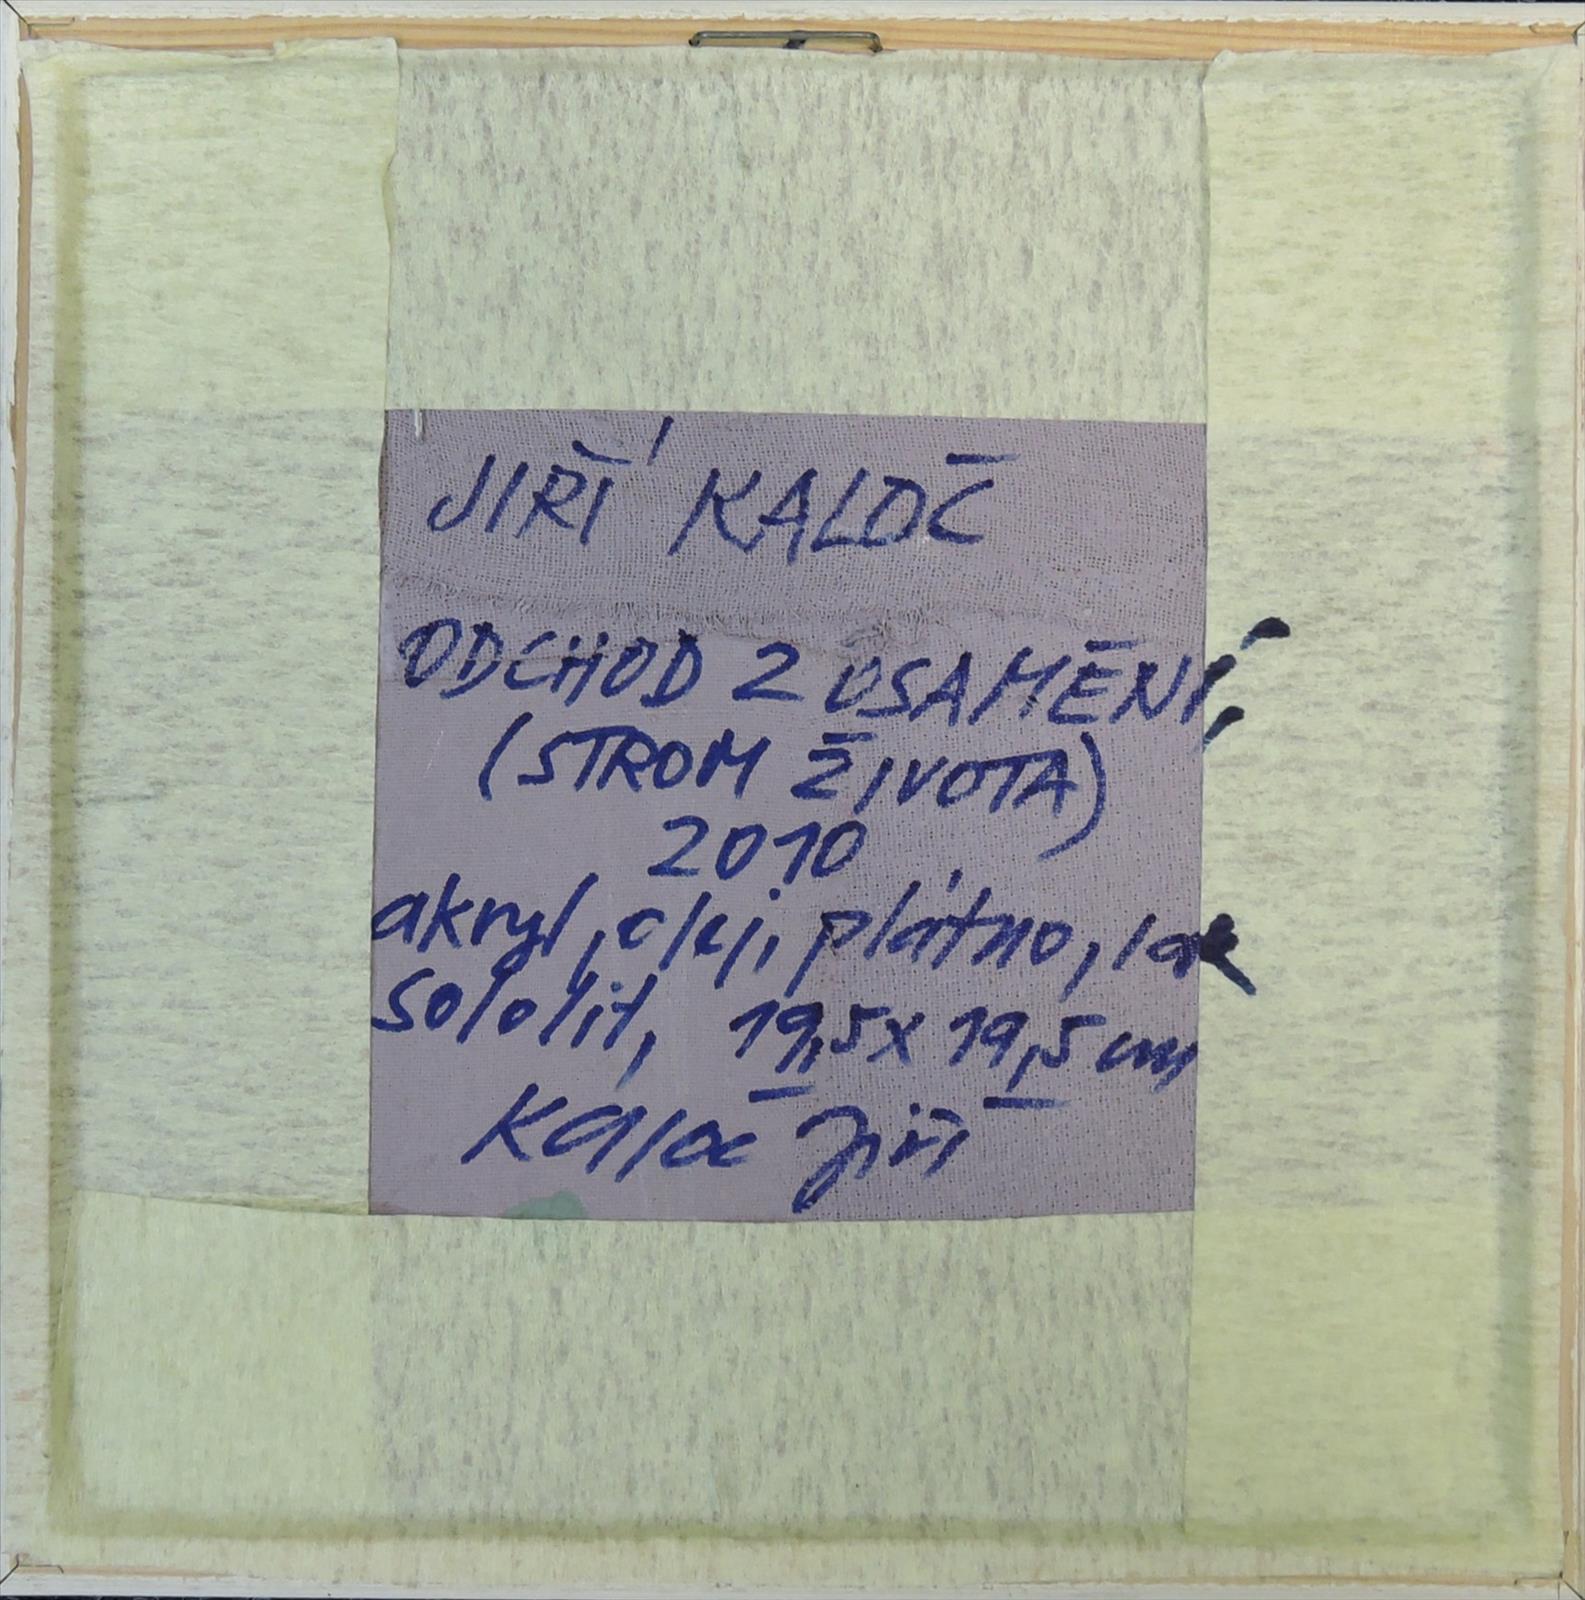 JIŘÍ KALOČ
ODCHOD Z OSAMĚNÍ,
(STROM ŽIVOTA)
2010
akryl, olej, plátno, lak
sololit, 19,5 x 19,5 cm
Kaloč Jiří